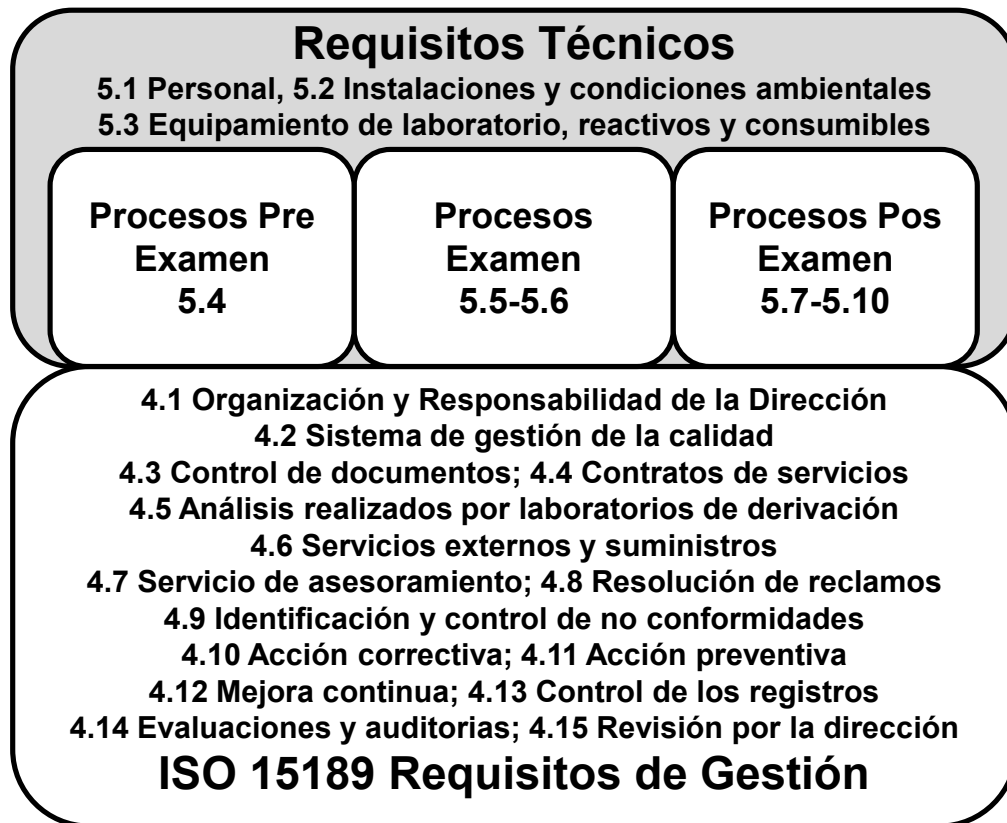 Requisitos Técnicos
5.1 Personal, 5.2 Instalaciones y condiciones ambientales
5.3 Equipamiento de laboratorio, reactivos y consumibles
Procesos Pre
Examen
5.4
Procesos
Examen
5.5-5.6
Procesos Pos
Examen
5.7-5.10
4.1 Organización y Responsabilidad de la Dirección
4.2 Sistema de gestión de la calidad
4.3 Control de documentos; 4.4 Contratos de servicios
4.5 Análisis realizados por laboratorios de derivación
4.6 Servicios externos y suministros
4.7 Servicio de asesoramiento; 4.8 Resolución de reclamos
4.9 Identificación y control de no conformidades
4.10 Acción correctiva; 4.11 Acción preventiva
4.12 Mejora continua; 4.13 Control de los registros
4.14 Evaluaciones y auditorias; 4.15 Revisión por la dirección
ISO 15189 Requisitos de Gestión